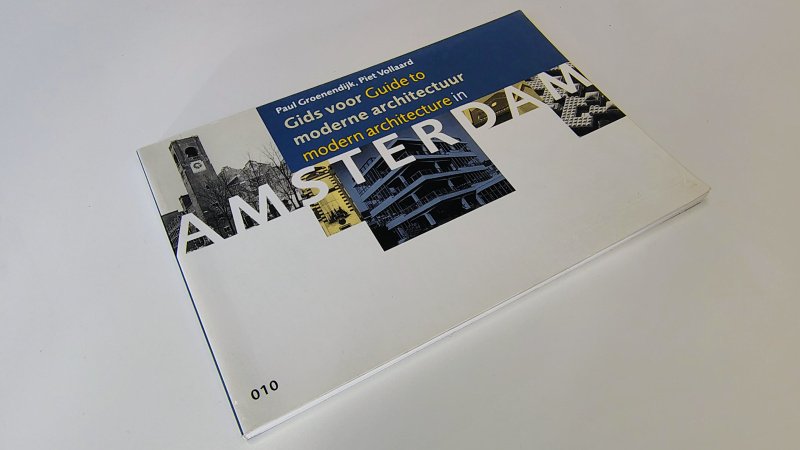 Paul Groenendijk, Piet Vollaard
Gids voor Guide to
moderne architectuur
modern architecture in
AMSTERDAM
010